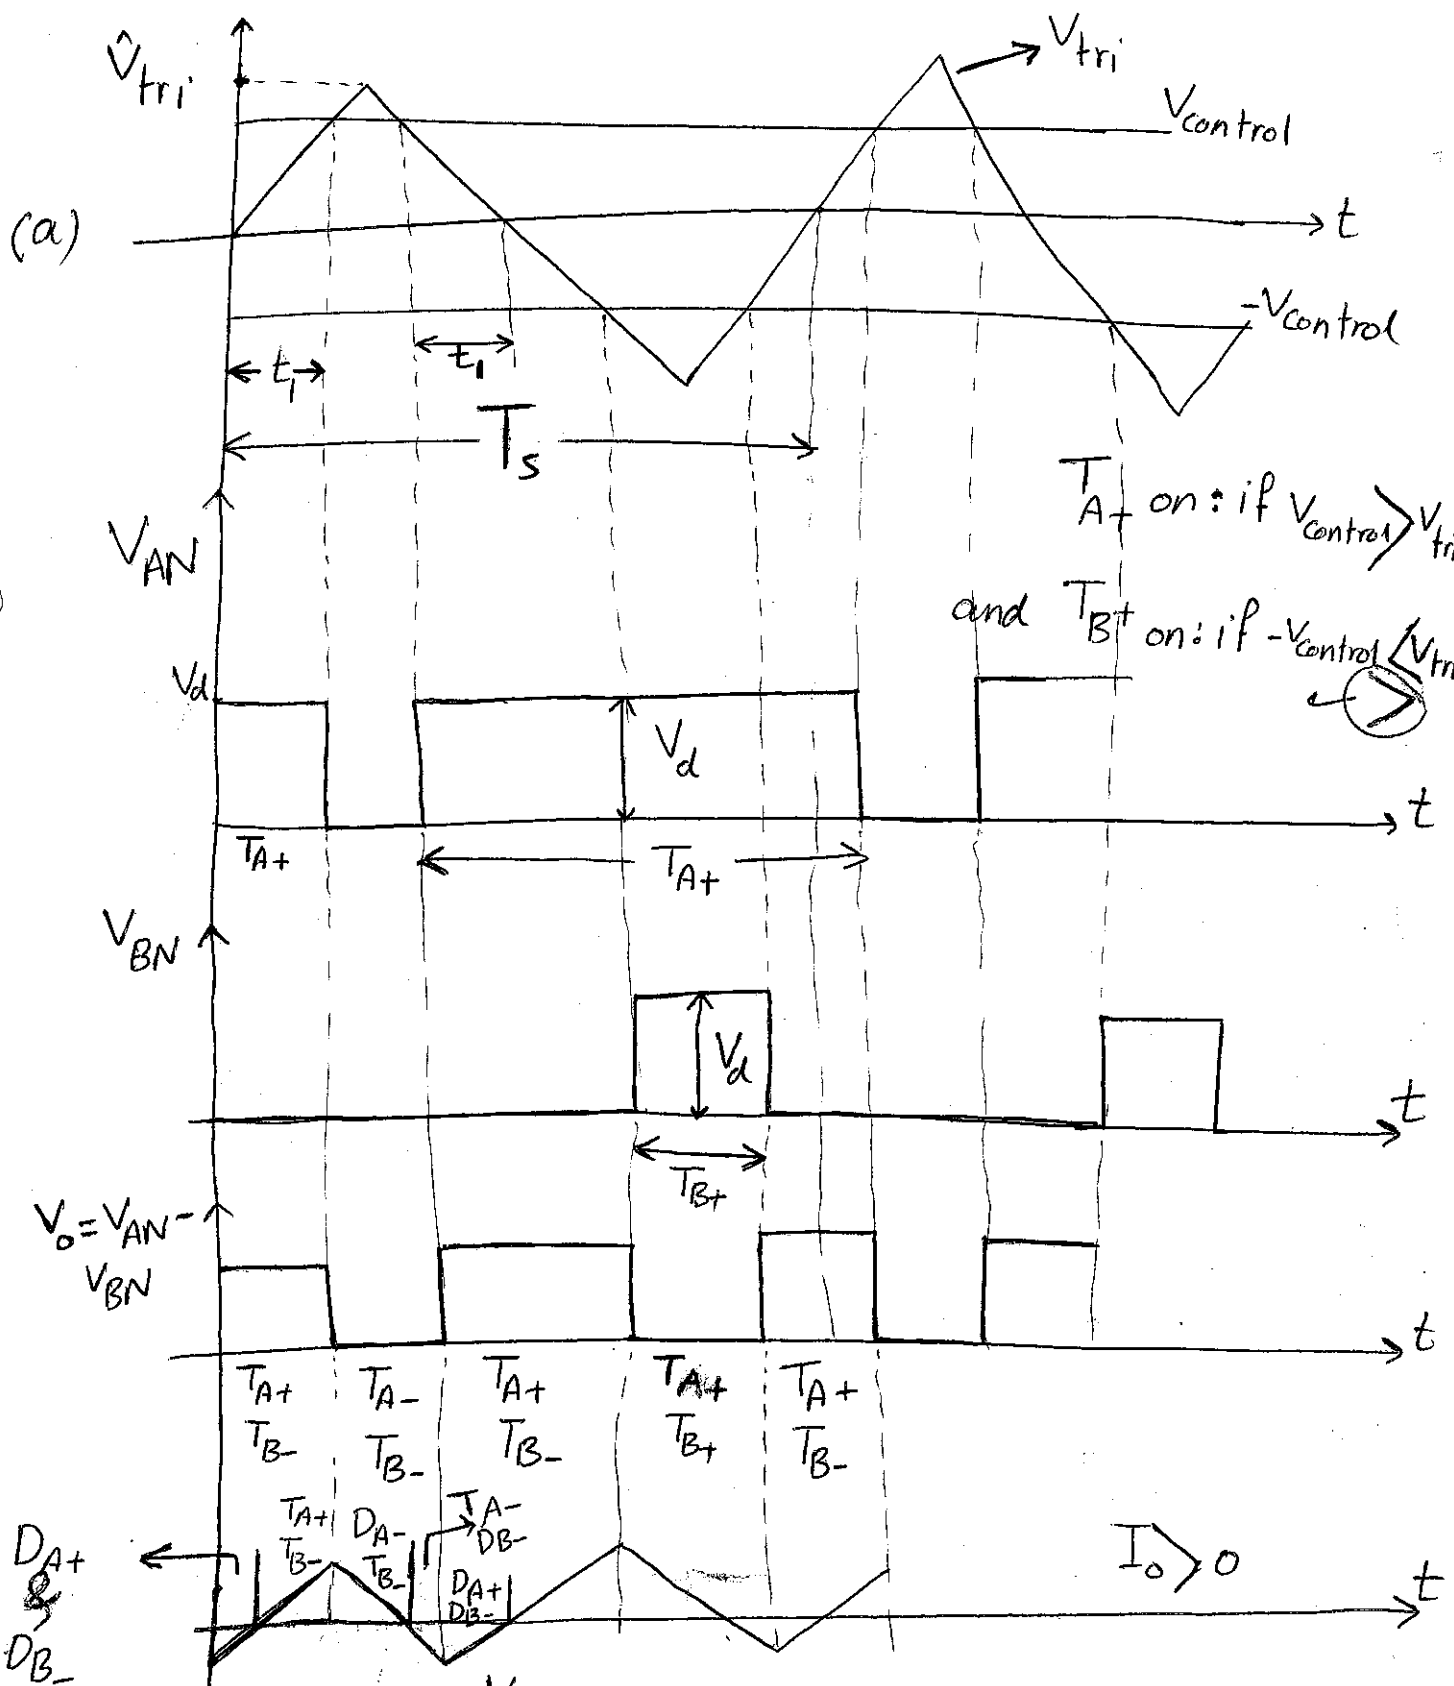 V̂tri
Vtri
Vcontrol
(a)
t
-Vcontrol
t1
t1
Ts
TA+ on: if Vcontrol > Vtri
VAN
and TB+ on: if -Vcontrol < Vtri
>
Vd
Vd
t
TA+
TA+
VBN
Vd
t
TB+
Vo = VAN -
VBN
t
TA+ TA- TA+ TA+ TA+
TB- TB- TB- TB+ TB-
TA+ DA- TA-
TB- TB- DB-
DA+
DB-
DA+
&
DB-
Io > 0
t